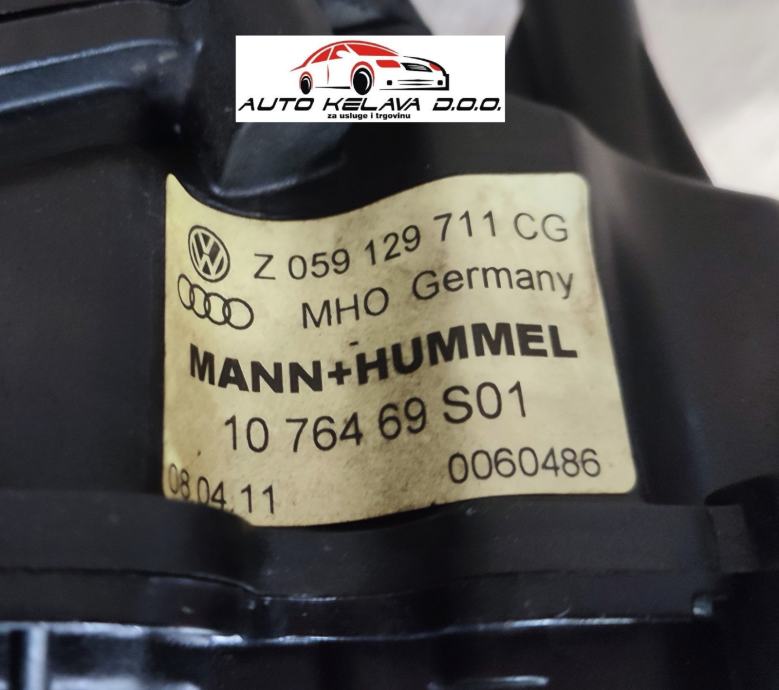 AUTO KELAVA D.O.O.
za usluge i trgovinu
Z 059 129 711 CG
MHO Germany
MANN+HUMMEL
10 764 69 S01
08.04.11 0060486